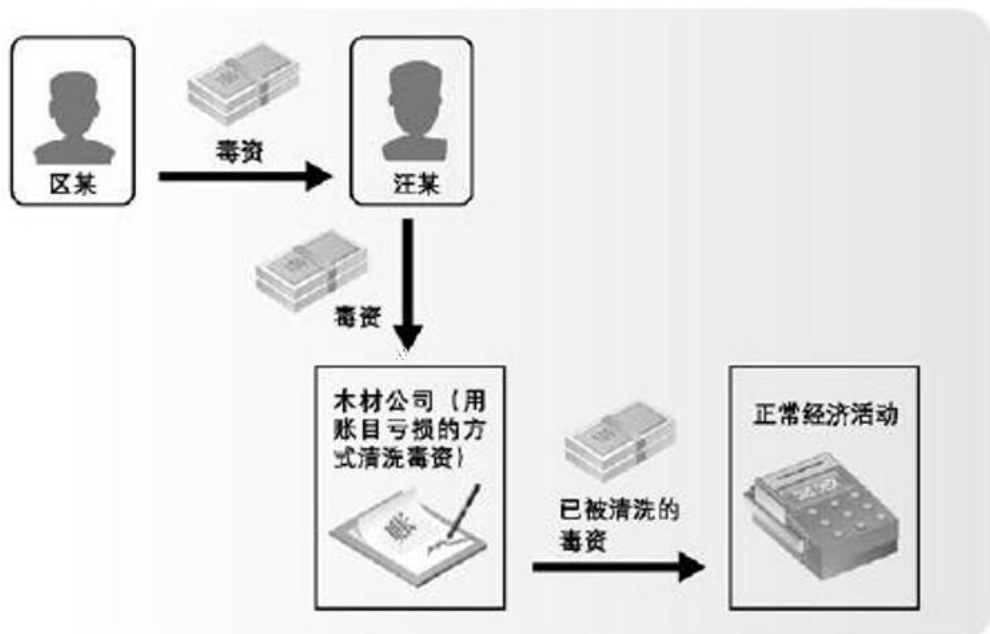 毒资
区某
汪某
毒资
木材公司（用
账目亏损的方
式清洗毒资）
已被清洗的
毒资
正常经济活动